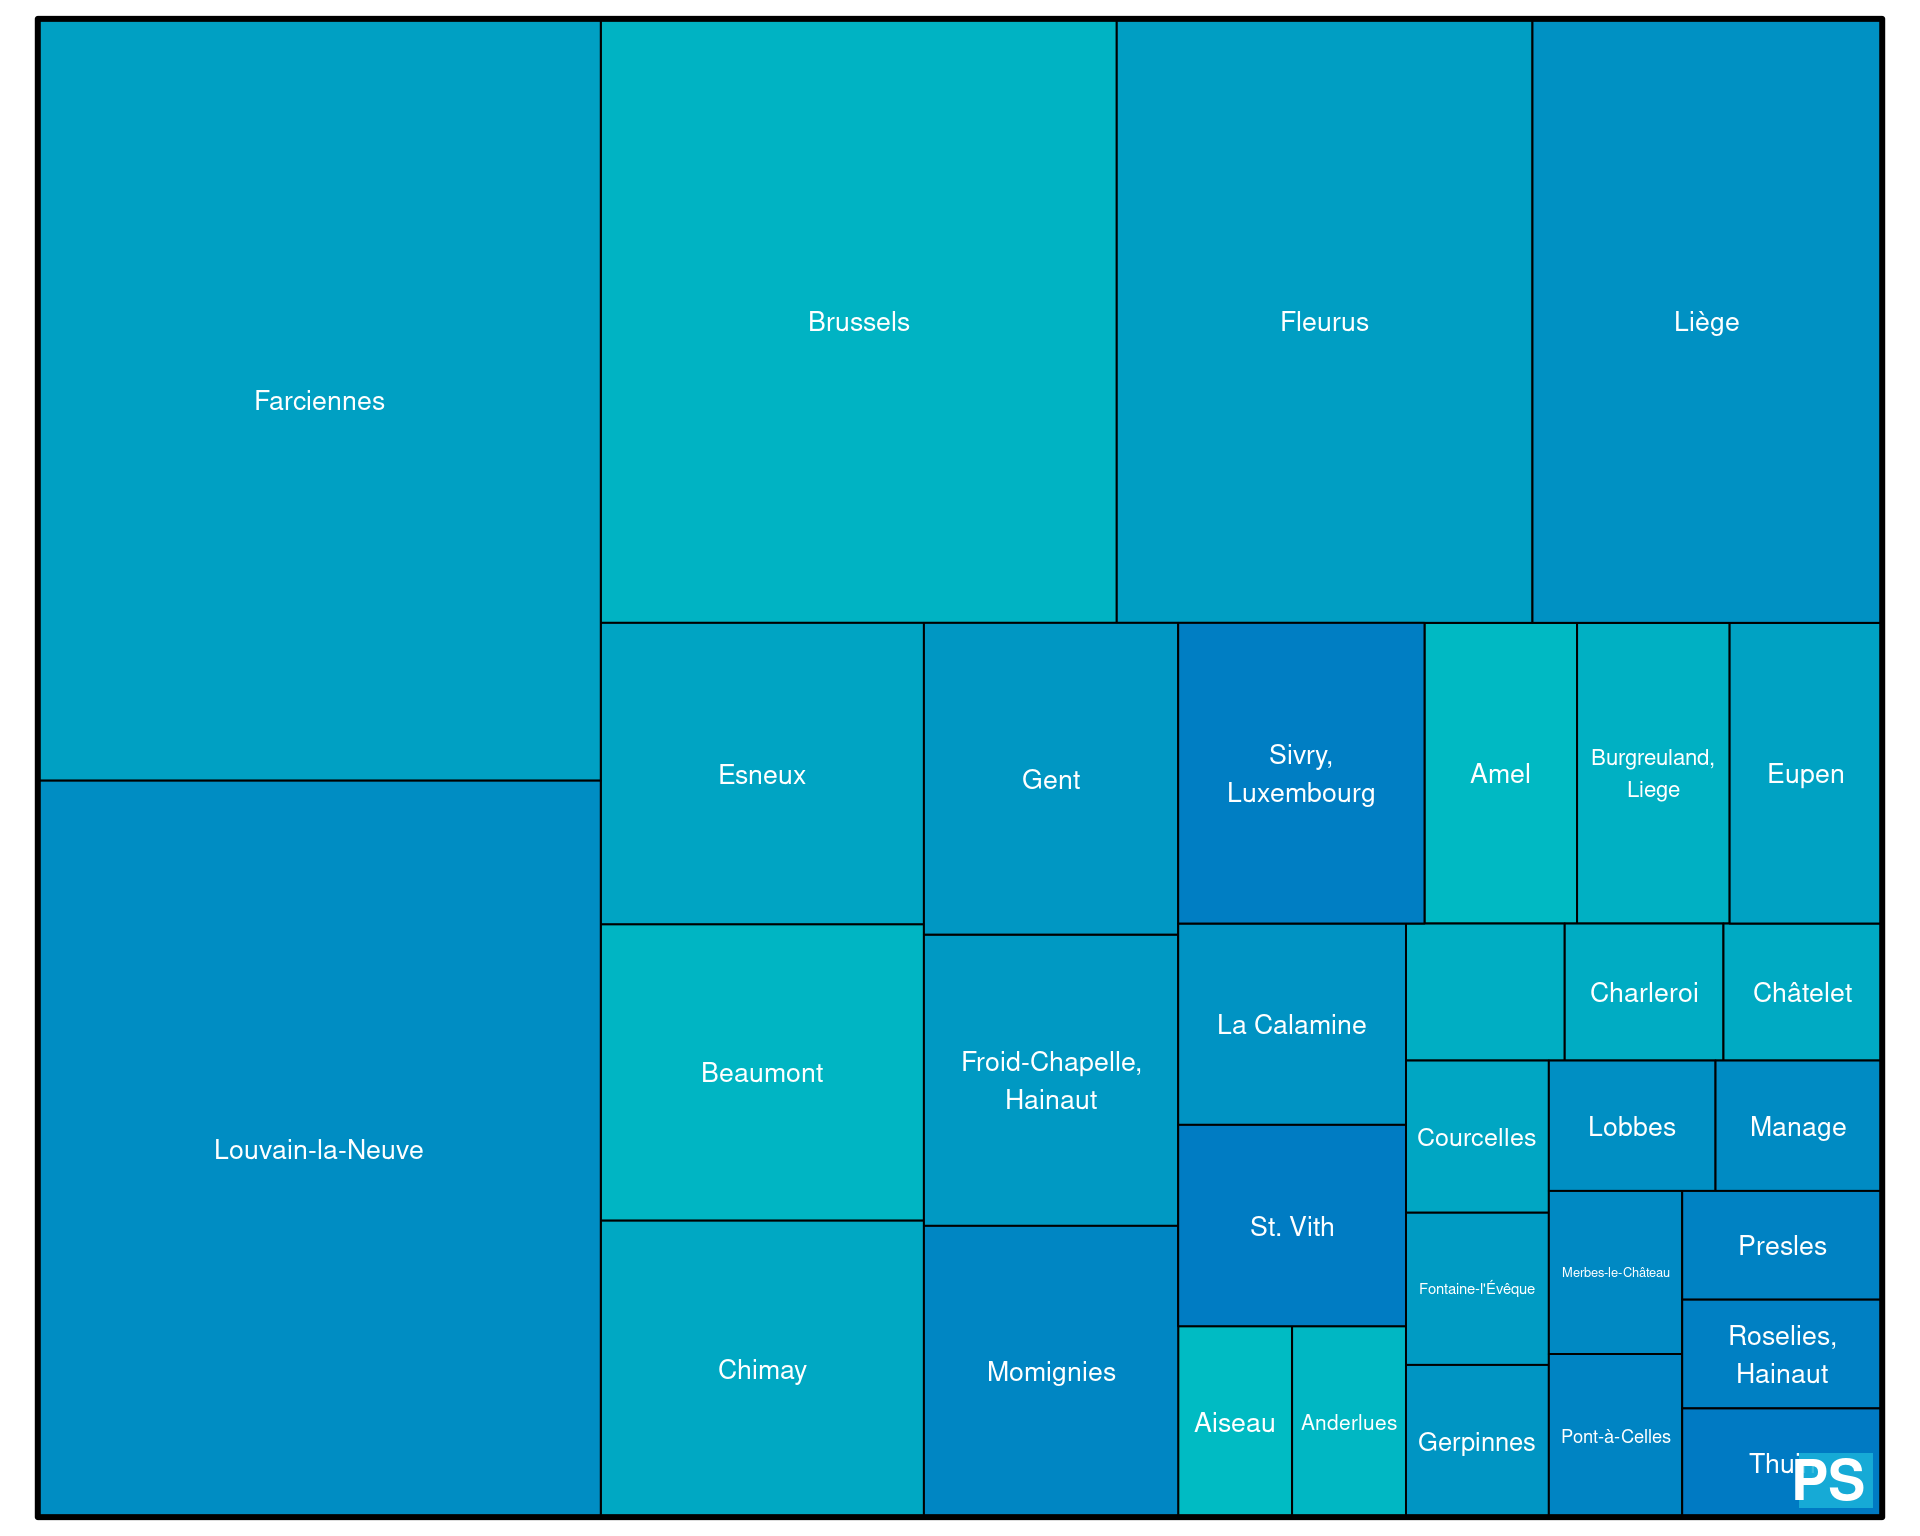 Farciennes
Brussels
Fleurus
Liège
Louvain-la-Neuve
Esneux
Gent
Sivry,
Luxembourg
Amel
Burgreuland,
Liege
Eupen
Beaumont
Froid-Chapelle,
Hainaut
La Calamine
Charleroi
Châtelet
Courcelles
Lobbes
Manage
St. Vith
Fontaine-l'Évêque
Merbes-le-Château
Presles
Roselies,
Hainaut
Chimay
Momignies
Aiseau
Anderlues
Gerpinnes
Pont-à-Celles
PS